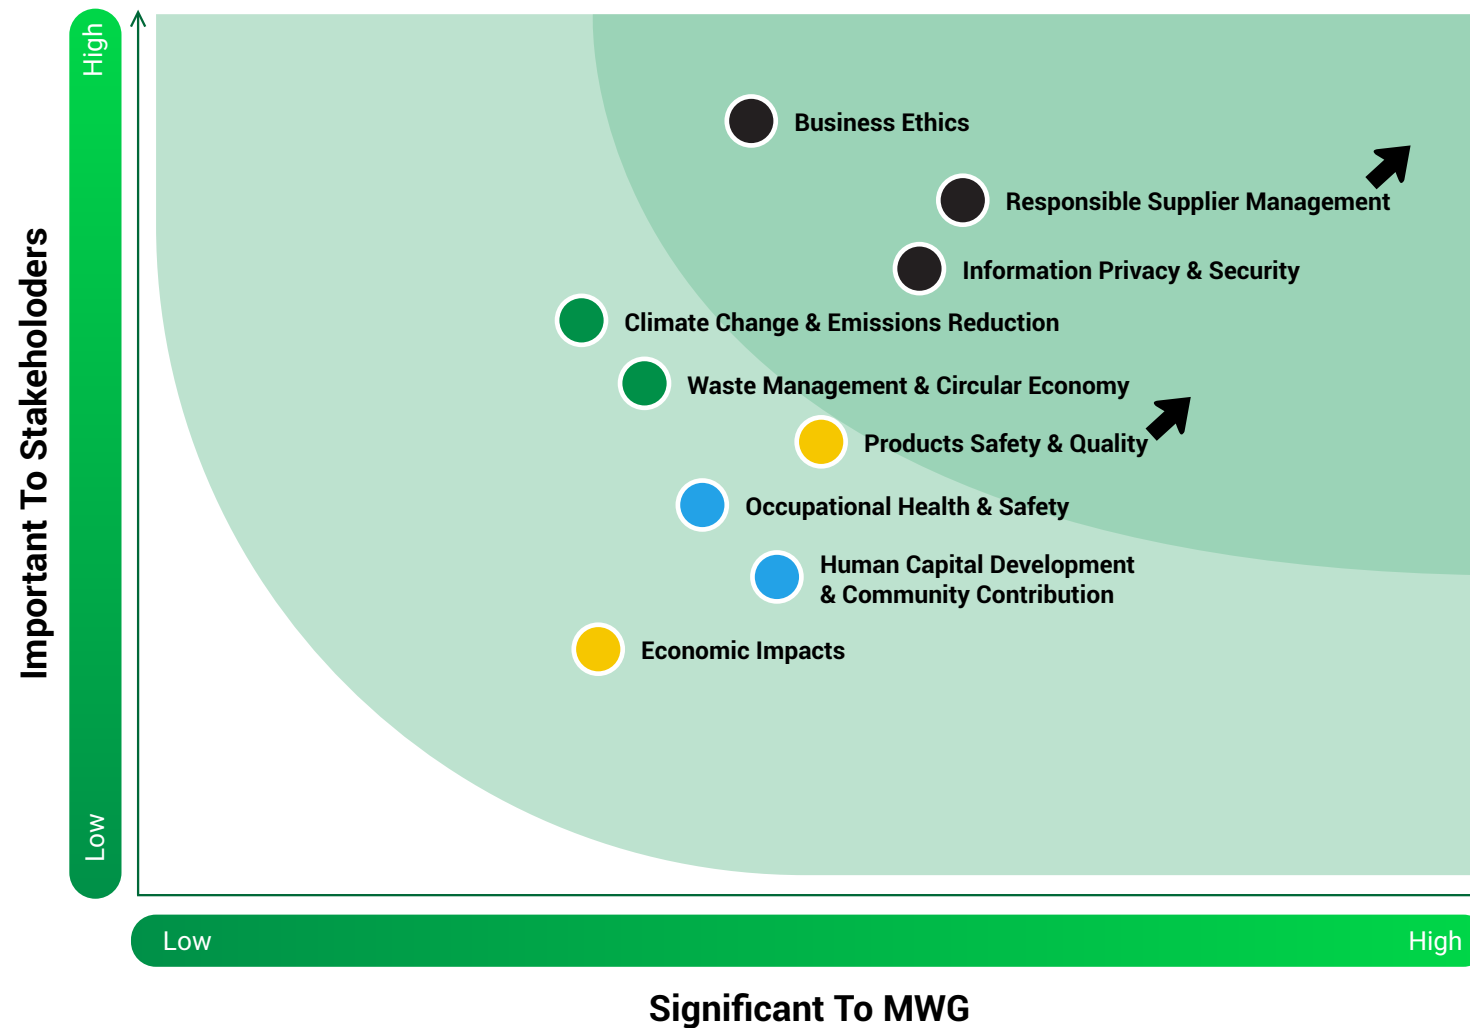 High
Important To Stakeholoders
Low
Business Ethics
Responsible Supplier Management
Information Privacy & Security
Climate Change & Emissions Reduction
Waste Management & Circular Economy
Products Safety & Quality
Occupational Health & Safety
Human Capital Development
& Community Contribution
Economic Impacts
Low
High
Significant To MWG